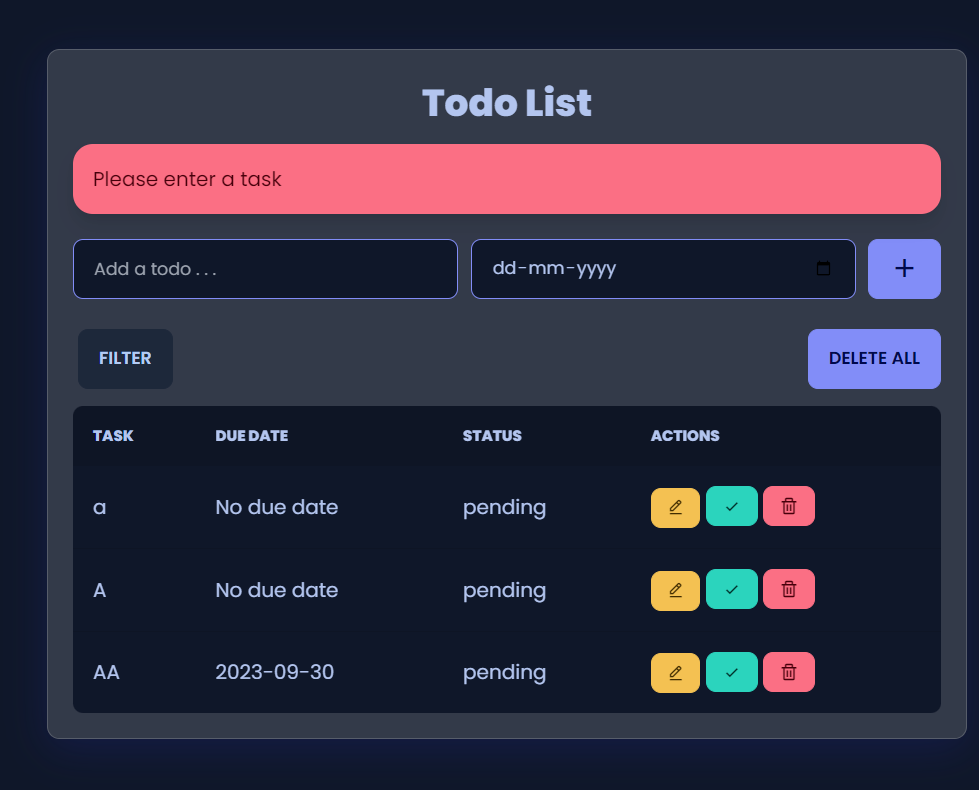 Todo List
Please enter a task
Add a todo . . .
dd-mm-yyyy
+
FILTER
DELETE ALL
TASK DUE DATE STATUS ACTIONS
a No due date pending
A No due date pending
AA 2023-09-30 pending